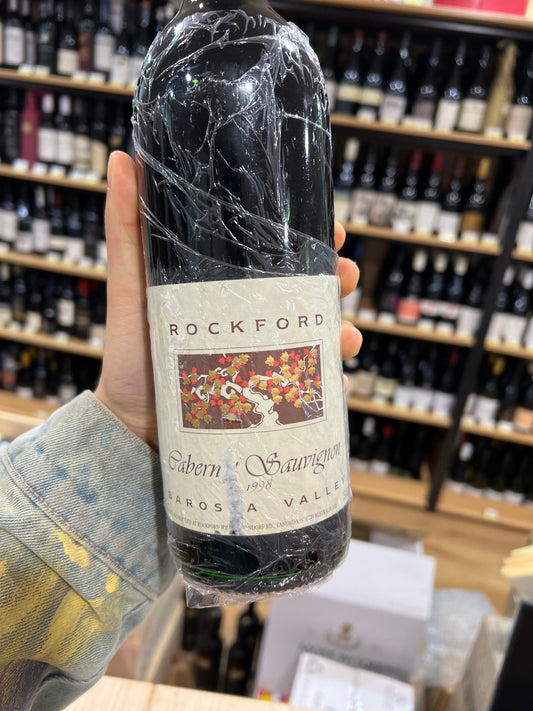 ROCKFORD
Cabernet Sauvignon
1998
BAROSSA VALLEY